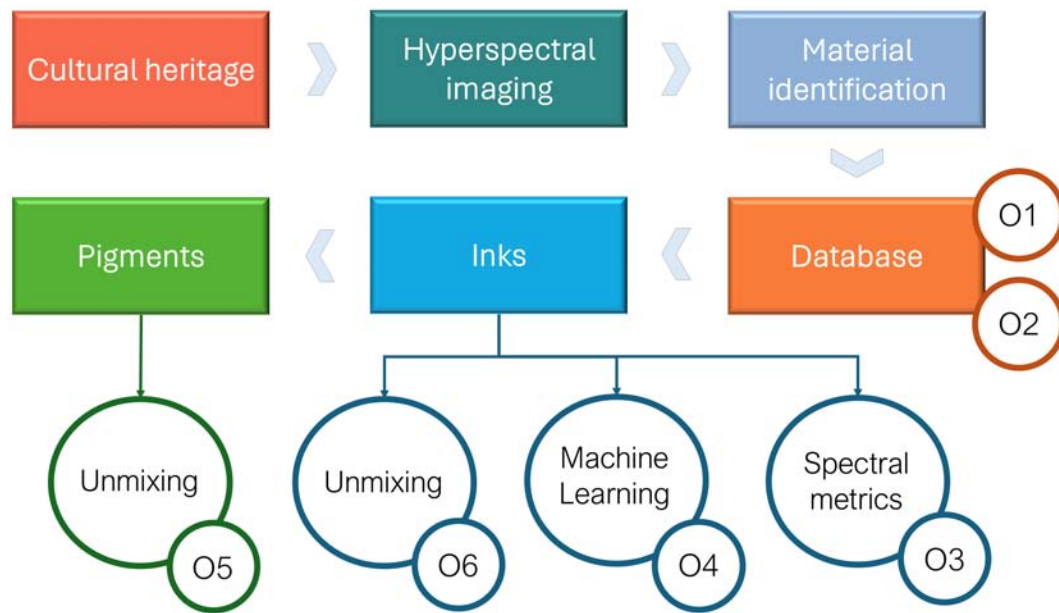 Cultural heritage
Hyperspectral
imaging
Material
identification
Pigments
Inks
Database
O1
O2
Unmixing
O5
Unmixing
O6
Machine
Learning
O4
Spectral
metrics
O3